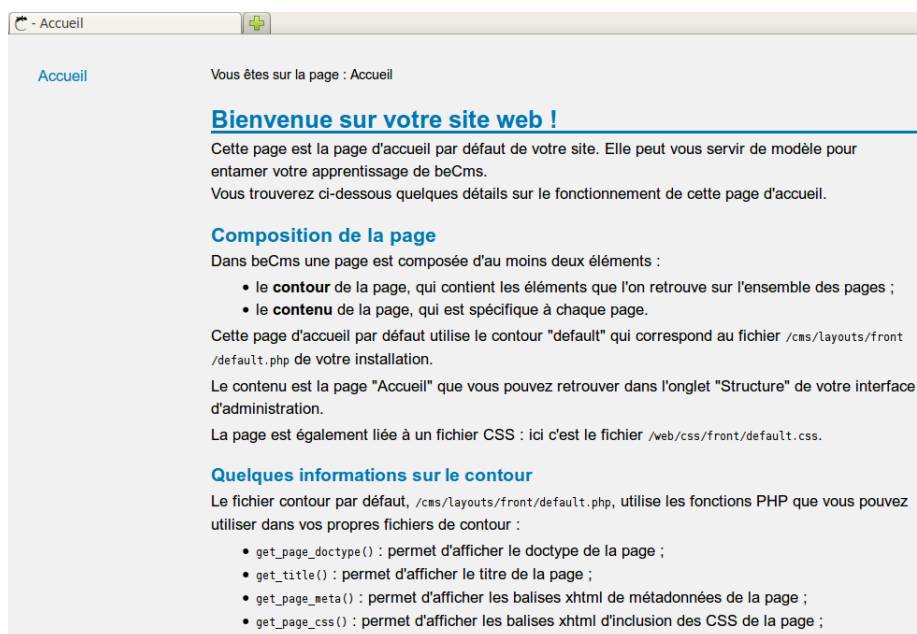 - Accueil
Accueil
Vous êtes sur la page : Accueil
Bienvenue sur votre site web !
Cette page est la page d'accueil par défaut de votre site. Elle peut vous servir de modèle pour
entamer votre apprentissage de beCms.
Vous trouverez ci-dessous quelques détails sur le fonctionnement de cette page d'accueil.
Composition de la page
Dans beCms une page est composée d'au moins deux éléments :
• le contour de la page, qui contient les éléments que l'on retrouve sur l'ensemble des pages ;
• le contenu de la page, qui est spécifique à chaque page.
Cette page d'accueil par défaut utilise le contour "default" qui correspond au fichier /cms/layouts/front
/default.php de votre installation.
Le contenu est la page "Accueil" que vous pouvez retrouver dans l'onglet "Structure" de votre interface
d'administration.
La page est également liée à un fichier CSS : ici c'est le fichier /web/css/front/default.css.
Quelques informations sur le contour
Le fichier contour par défaut, /cms/layouts/front/default.php, utilise les fonctions PHP que vous pouvez
utiliser dans vos propres fichiers de contour :
• get_page_doctype() : permet d'afficher le doctype de la page ;
• get_title() : permet d'afficher le titre de la page ;
• get_page_meta() : permet d'afficher les balises xhtml de métadonnées de la page ;
• get_page_css() : permet d'afficher les balises xhtml d'inclusion des CSS de la page ;